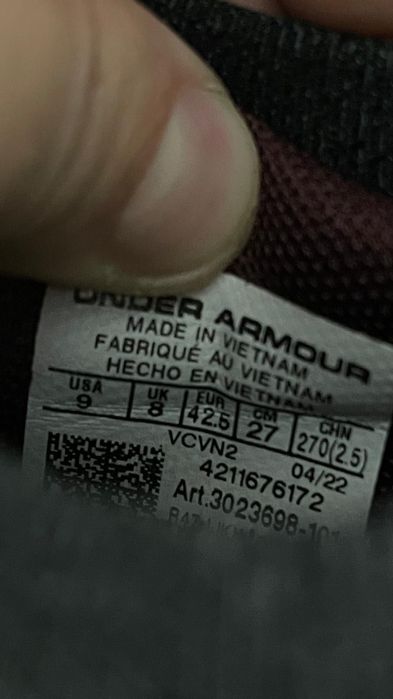 UNDER ARMOUR
MADE IN VIETNAM
FABRIQUÉ AU VIETNAM
HECHO EN VIETNAM
USA UK EUR CM CHN
9 8 42.5 27 270(2.5)
VCVN2 04/22
4211676172
Art.3023698-101